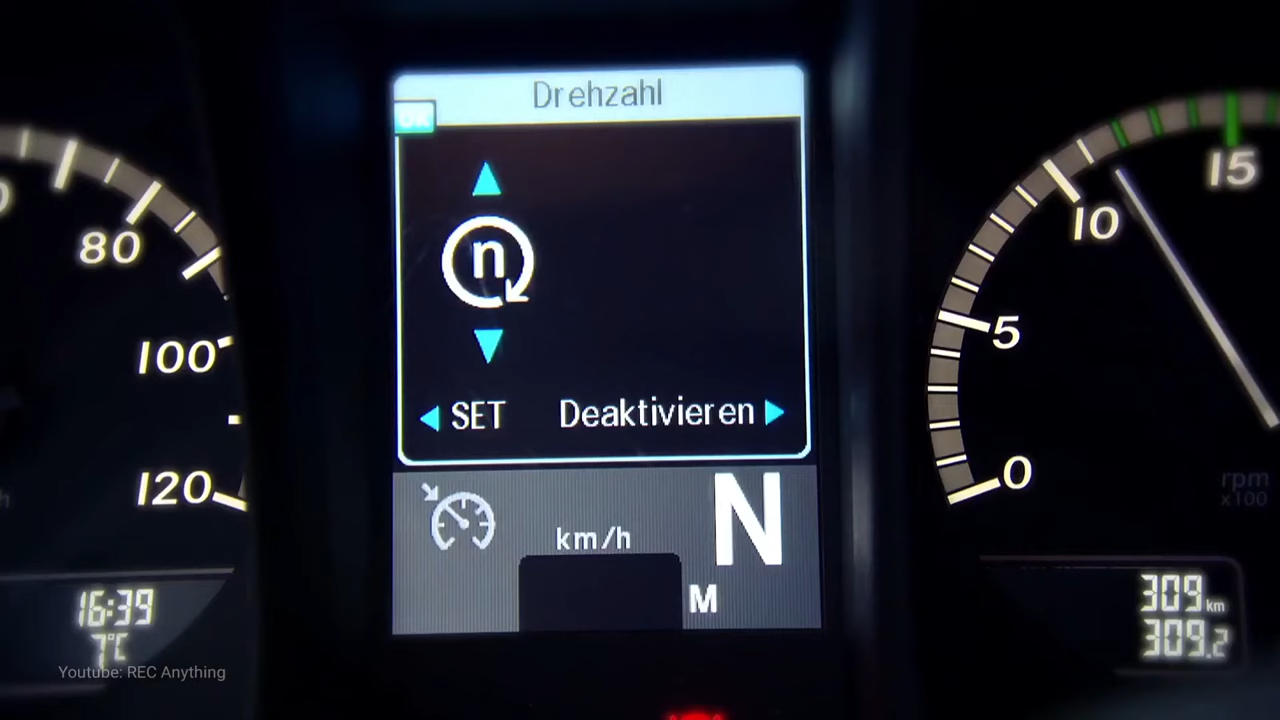 Drehzahl
OK
n
SET Deaktivieren
km/h
N
M
80
100
120
16:39
7°C
15
10
5
0
rpm
x100
309 km
309.2
Youtube: REC Anything